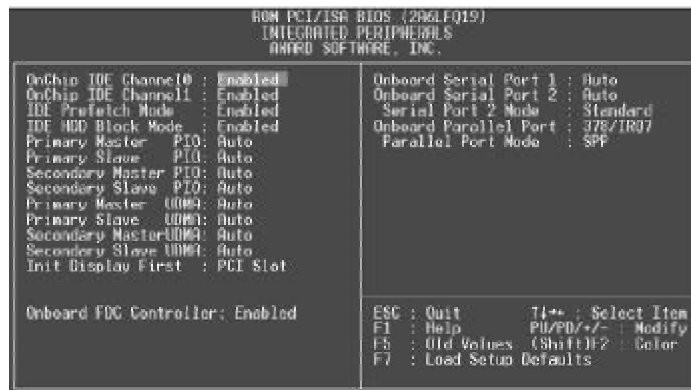 ROM PCI/ISA BIOS (2A6LFQ19)
INTEGRATED PERIPHERALS
AWARD SOFTWARE, INC.
OnChip IDE Channel0 : Enabled
OnChip IDE Channel1 : Enabled
IDE Prefetch Mode : Enabled
IDE HDD Block Mode : Enabled
Primary Master PIO: Auto
Primary Slave PIO: Auto
Secondary Master PIO: Auto
Secondary Slave PIO: Auto
Primary Master UDMA: Auto
Primary Slave UDMA: Auto
Secondary MasterUDMA: Auto
Secondary Slave UDMA: Auto
Init Display First : PCI Slot
Onboard FDC Controller: Enabled
Onboard Serial Port 1 : Auto
Onboard Serial Port 2 : Auto
Serial Port 2 Mode : Standard
Onboard Parallel Port : 378/IRQ7
Parallel Port Mode : SPP
ESC : Quit ↑↓→← : Select Item
F1 : Help PU/PD/+/- : Modify
F5 : Old Values (Shift)F2 : Color
F7 : Load Setup Defaults